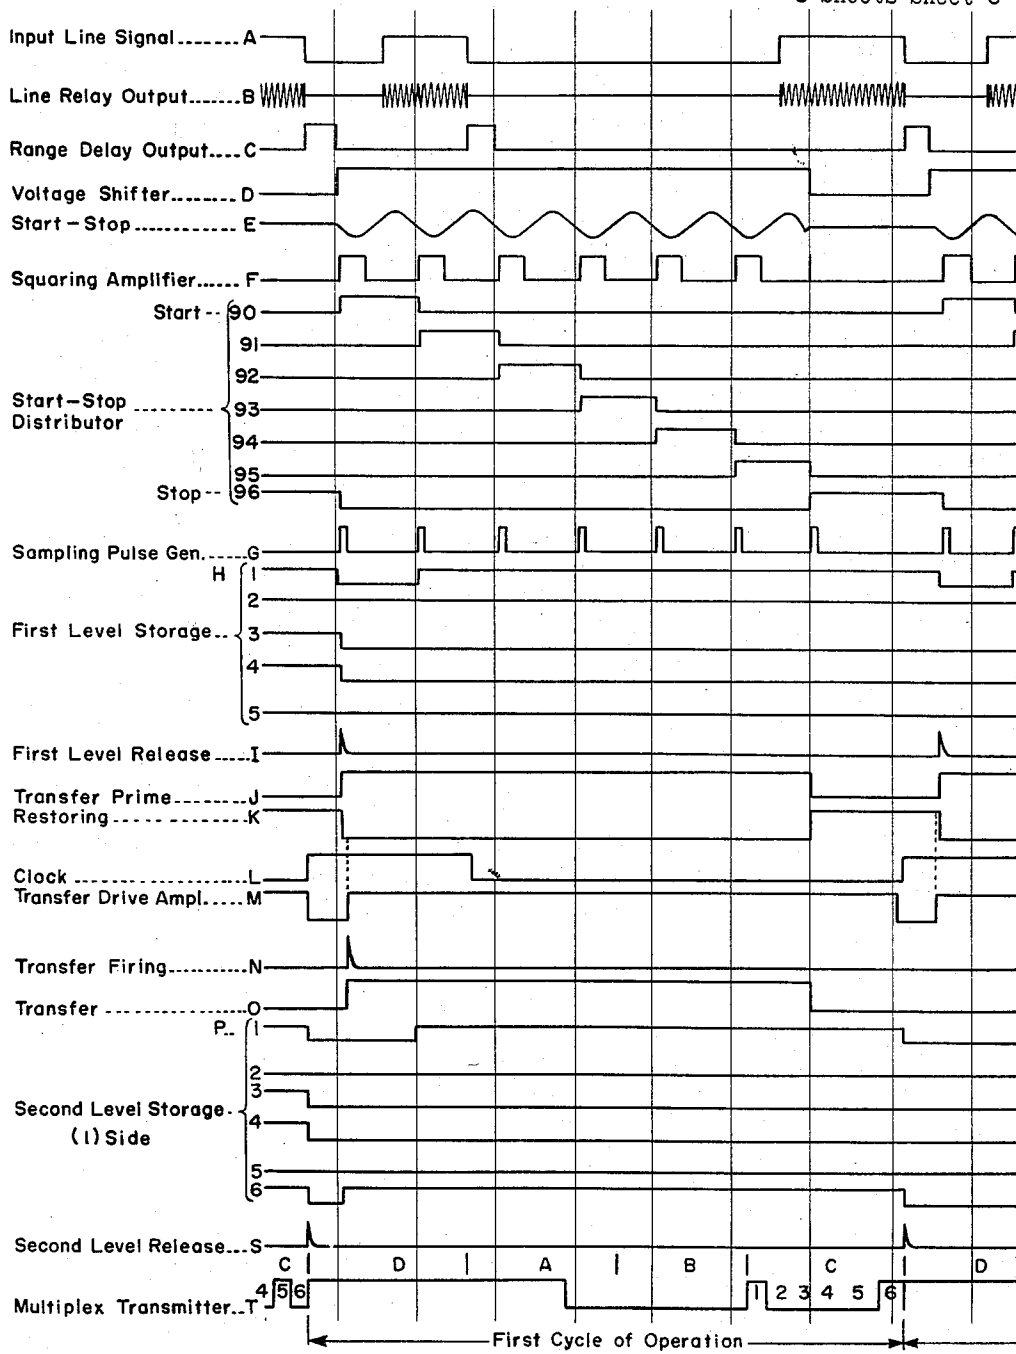 Input Line Signal.......A
Line Relay Output.......B
Range Delay Output....C
Voltage Shifter.........D
Start-Stop............E
Squaring Amplifier......F
Start-- 90
91
92
Start-Stop Distributor ---------- 93
94
95
Stop-- 96
Sampling Pulse Gen.-----G
H 1
2
First Level Storage.. 3
4
5
First Level Release.....I
Transfer Prime--------J
Restoring------------K
Clock ----------------L
Transfer Drive Ampl.....M
Transfer Firing..........N
Transfer --------------O
P.. 1
2
3
Second Level Storage.
4
(1) Side
5
6
Second Level Release...S
C D A B C D
4 5 6 1 2 3 4 5 6
Multiplex Transmitter..T
First Cycle of Operation